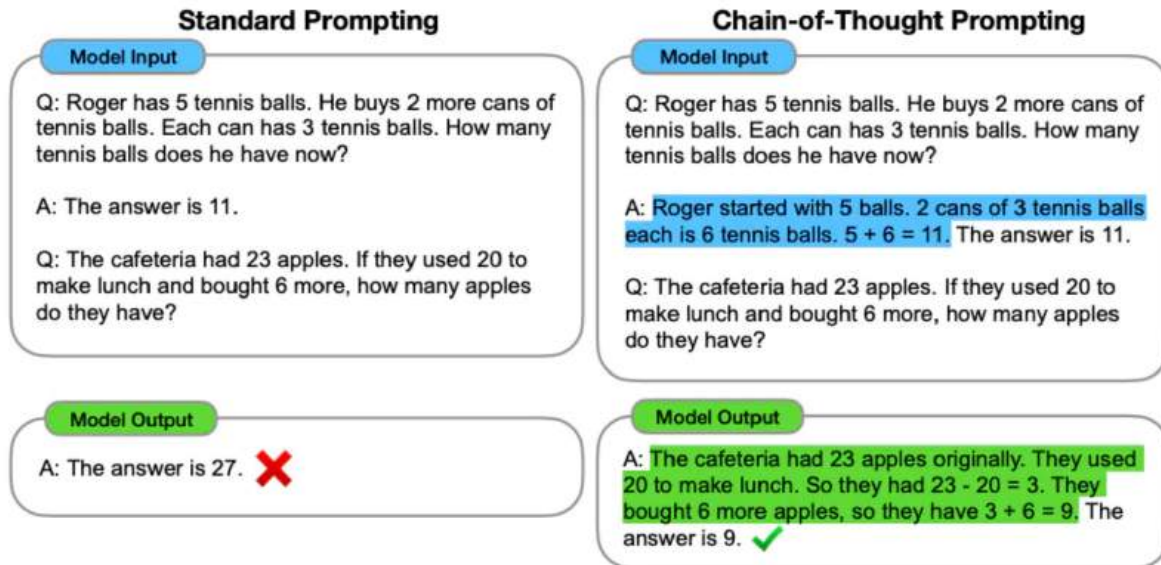 Standard Prompting
Model Input
Q: Roger has 5 tennis balls. He buys 2 more cans of
tennis balls. Each can has 3 tennis balls. How many
tennis balls does he have now?
A: The answer is 11.
Q: The cafeteria had 23 apples. If they used 20 to
make lunch and bought 6 more, how many apples
do they have?
Model Output
A: The answer is 27.
Chain-of-Thought Prompting
Model Input
Q: Roger has 5 tennis balls. He buys 2 more cans of
tennis balls. Each can has 3 tennis balls. How many
tennis balls does he have now?
A: Roger started with 5 balls. 2 cans of 3 tennis balls
each is 6 tennis balls. 5 + 6 = 11. The answer is 11.
Q: The cafeteria had 23 apples. If they used 20 to
make lunch and bought 6 more, how many apples
do they have?
Model Output
A: The cafeteria had 23 apples originally. They used
20 to make lunch. So they had 23 - 20 = 3. They
bought 6 more apples, so they have 3 + 6 = 9. The
answer is 9.